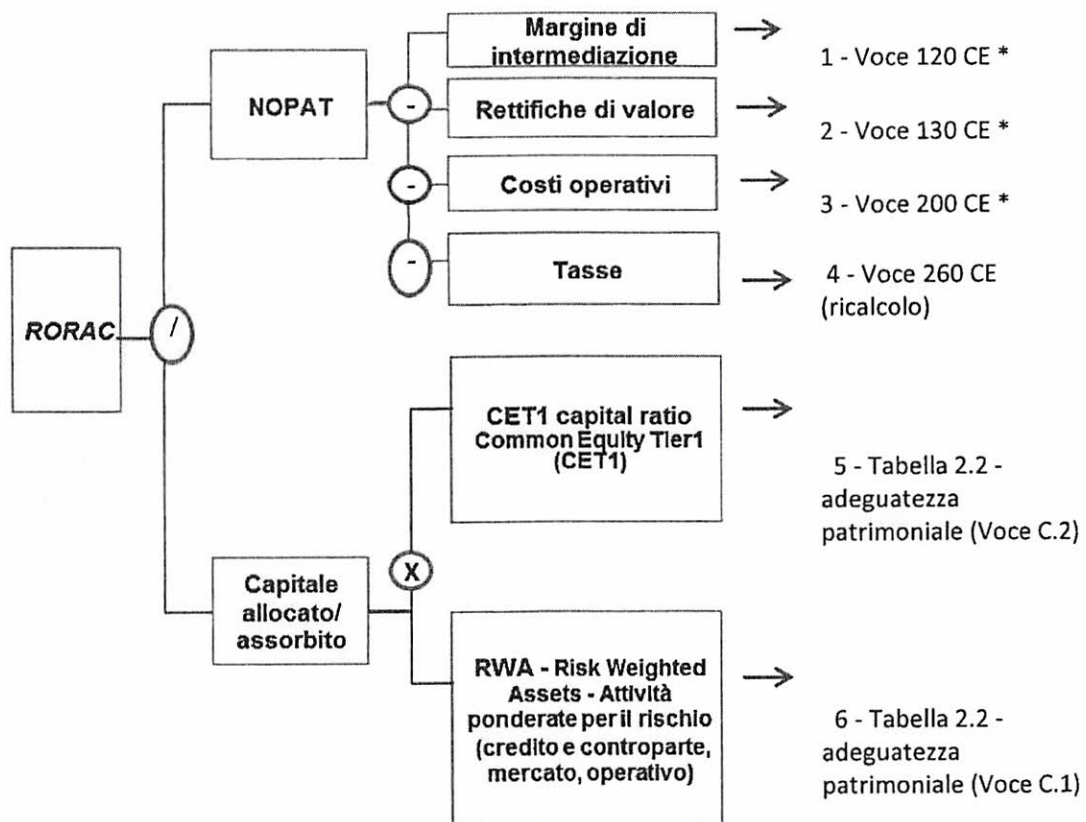 Margine di
intermediazione
1 - Voce 120 CE *
NOPAT
-
Rettifiche di valore
2 - Voce 130 CE *
-
Costi operativi
3 - Voce 200 CE *
-
Tasse
4 - Voce 260 CE
(ricalcolo)
RORAC
/
CET1 capital ratio
Common Equity Tier1
(CET1)
5 - Tabella 2.2 -
adeguatezza
patrimoniale (Voce C.2)
X
Capitale
allocato/
assorbito
RWA - Risk Weighted
Assets - Attività
ponderate per il rischio
(credito e controparte,
mercato, operativo)
6 - Tabella 2.2 -
adeguatezza
patrimoniale (Voce C.1)